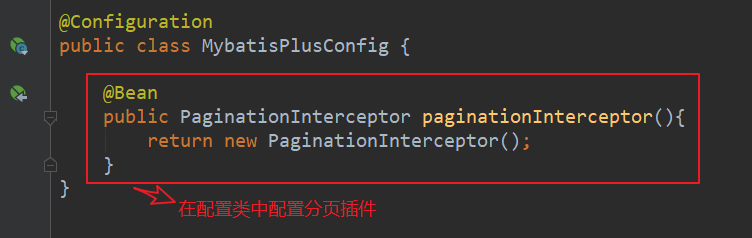 @Configuration
public class MybatisPlusConfig {
@Bean
public PaginationInterceptor paginationInterceptor(){
return new PaginationInterceptor();
}
}
在配置类中配置分页插件